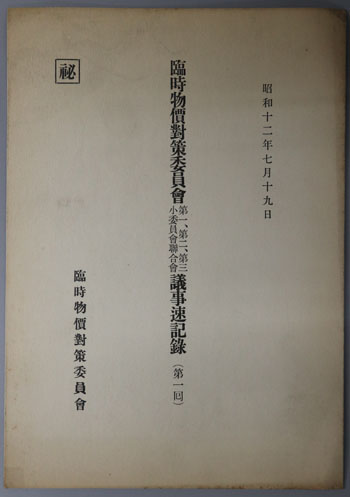 昭和十二年七月十九日
臨時物價對策委員會第一、第二、第三小委員會聯合會議事速記錄（第一回）
臨時物價對策委員會
祕